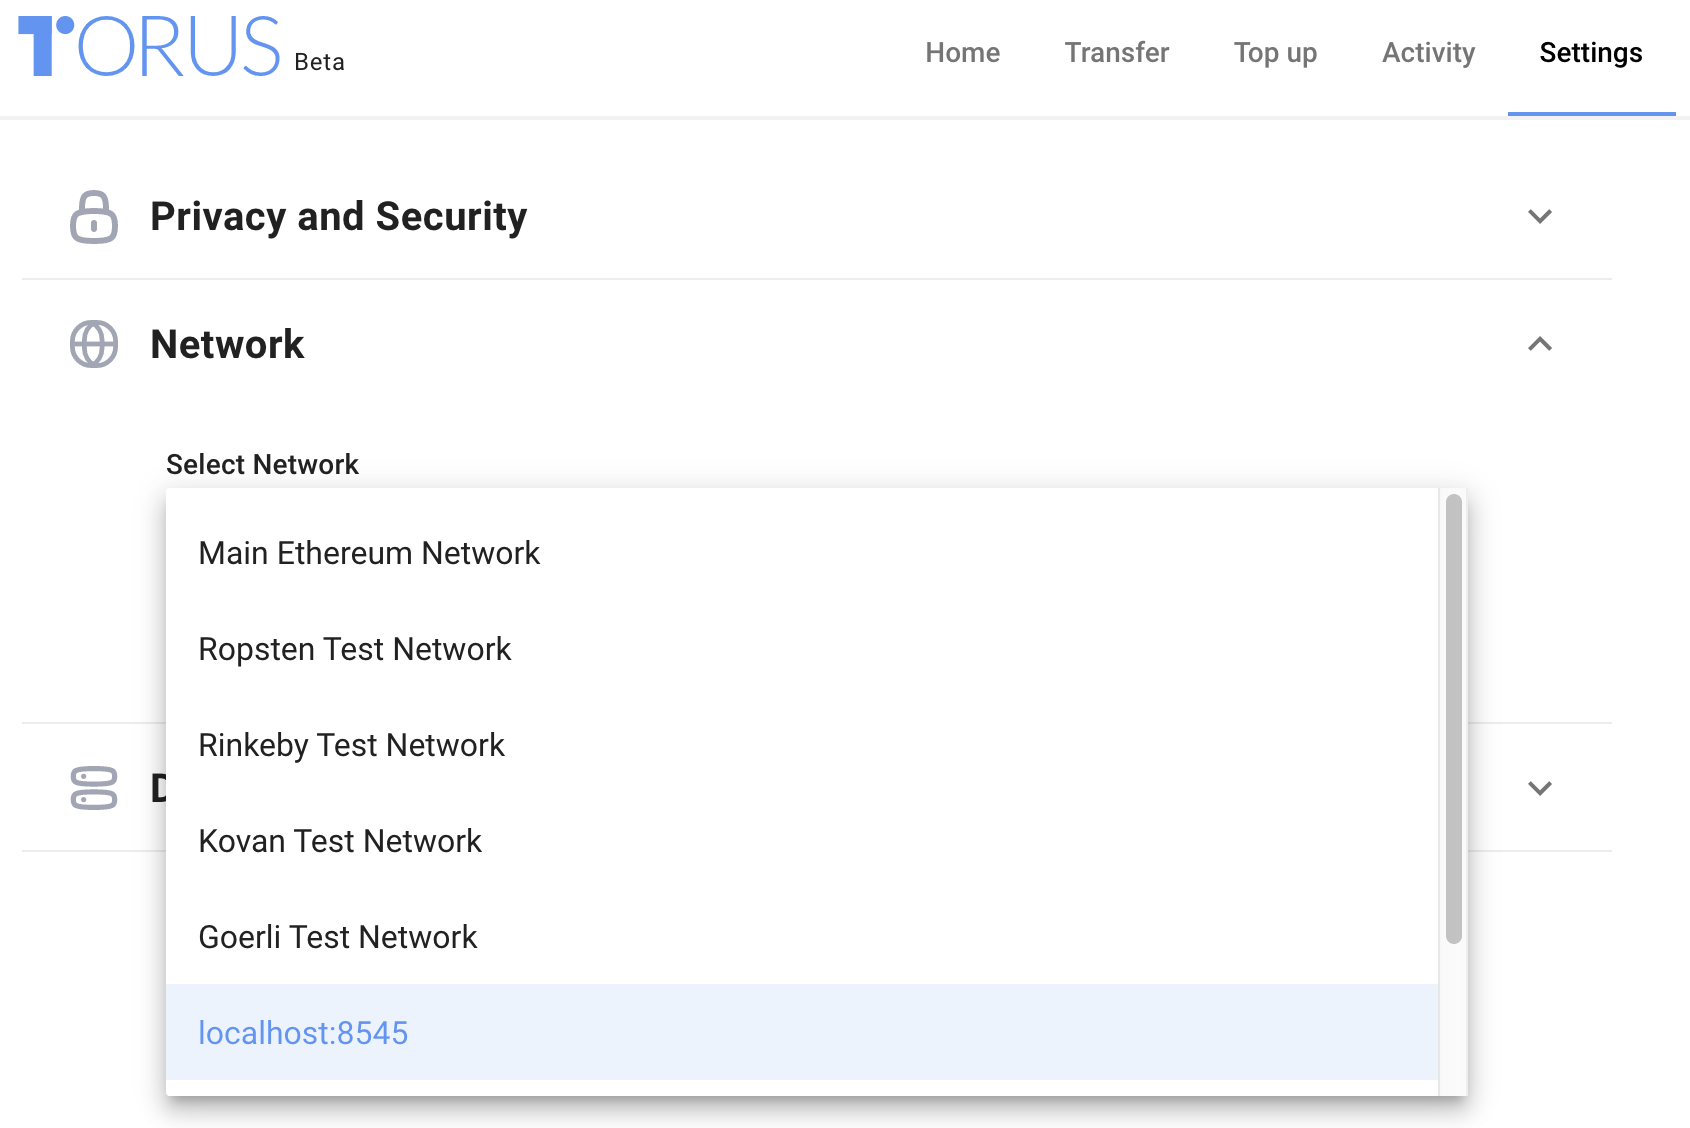 TORUS Beta
Home Transfer Top up Activity Settings
Privacy and Security
Network
Select Network
Main Ethereum Network
Ropsten Test Network
Rinkeby Test Network
Kovan Test Network
Goerli Test Network
localhost:8545